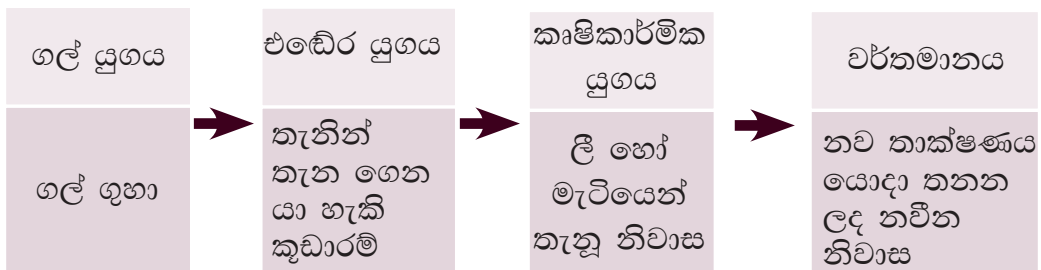 ගල් යුගය
ගල් ගුහා
එඬේර යුගය
තැනින්
තැන ගෙන
යා හැකි
කූඩාරම්
කෘෂිකාර්මික
යුගය
ලී හෝ
මැටියෙන්
තැනූ නිවාස
වර්තමානය
නව තාක්ෂණය
යොදා තනන
ලද නවීන
නිවාස